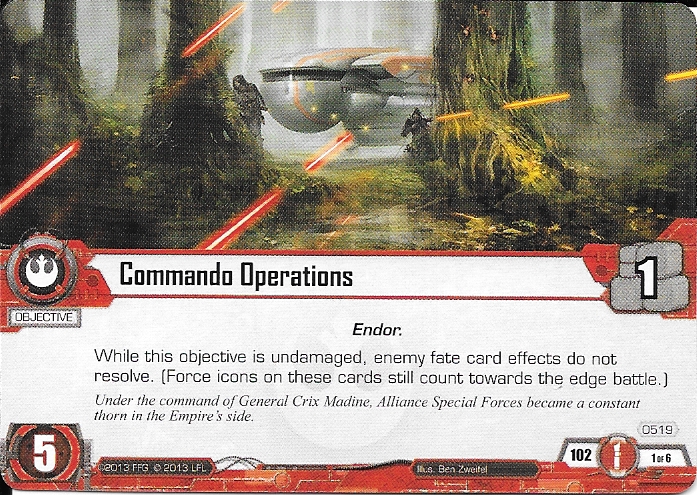 Commando Operations
1
OBJECTIVE
Endor.
While this objective is undamaged, enemy fate card effects do not
resolve. (Force icons on these cards still count towards the edge battle.)
Under the command of General Crix Madine, Alliance Special Forces became a constant
thorn in the Empire's side.
0519
5
©2013 FFG © 2013 LFL
Illus. Ben Zweifel
102
1 OF 6